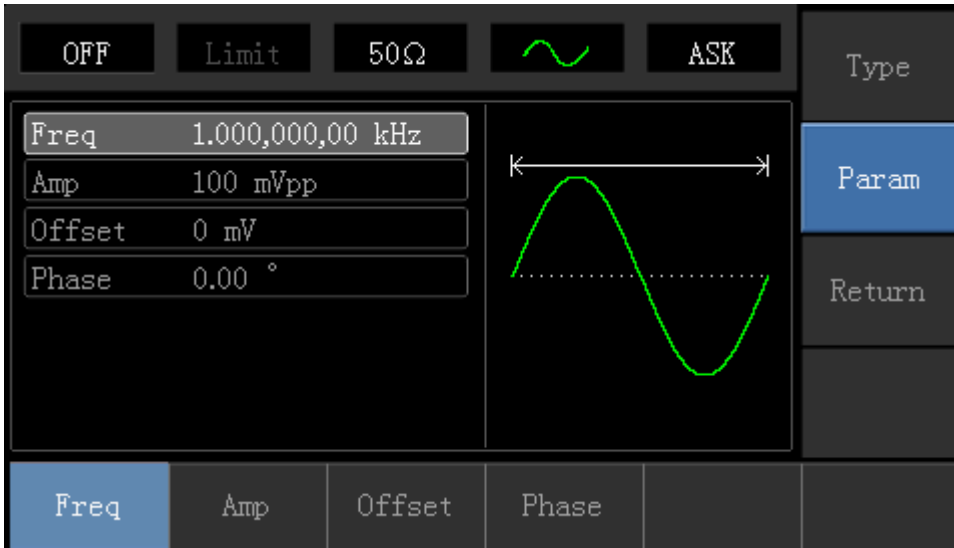 OFF Limit 50Ω ASK
Type
Freq 1.000,000,00 kHz
Amp 100 mVpp
Param
Offset 0 mV
Phase 0.00 °
Return
Freq Amp Offset Phase